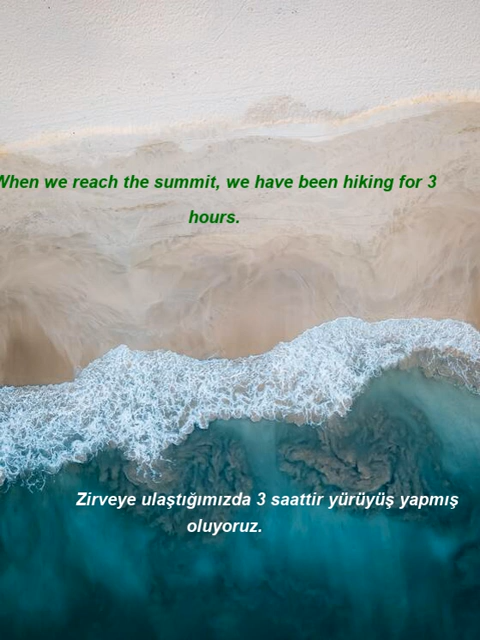 When we reach the summit, we have been hiking for 3
hours.
Zirveye ulaştığımızda 3 saattir yürüyüş yapmış
oluyoruz.